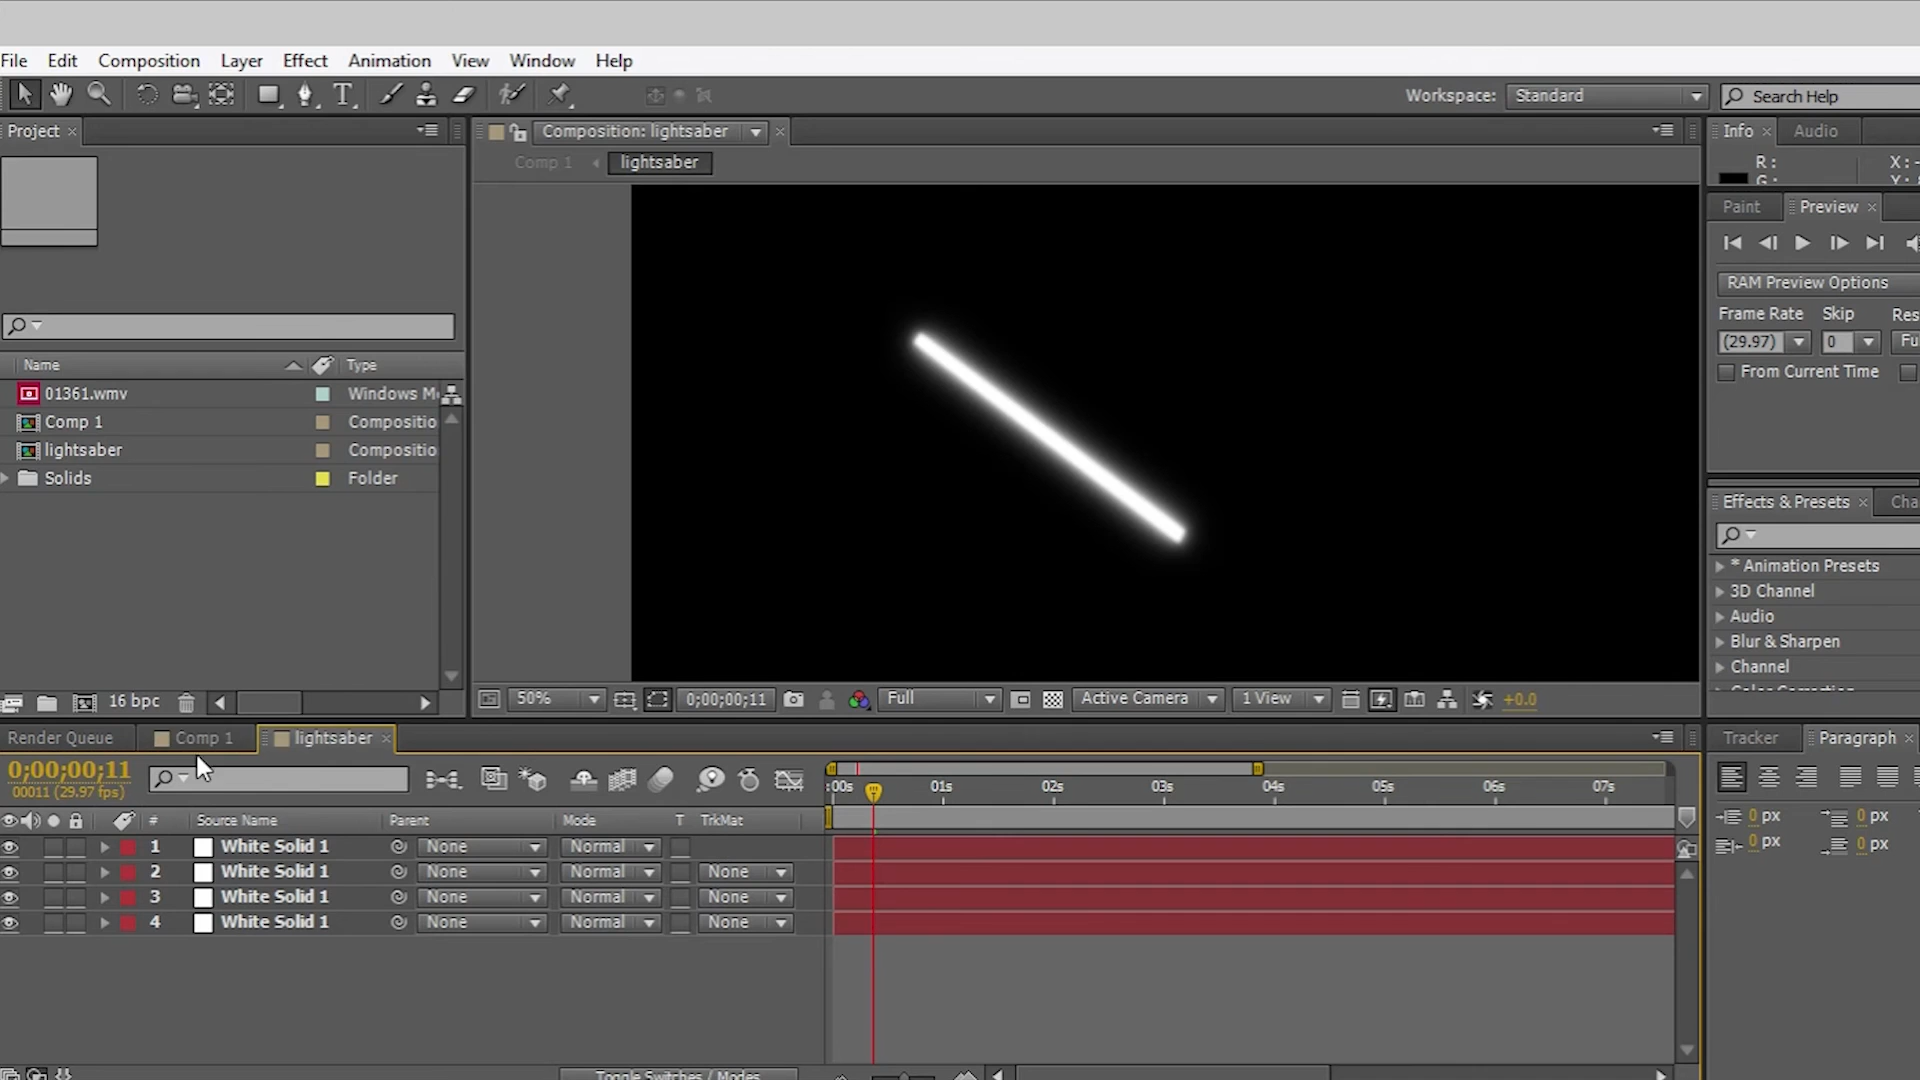 File Edit Composition Layer Effect Animation View Window Help
Workspace: Standard Search Help
Project
Composition: lightsaber
Info Audio
Comp 1 lightsaber
R: X:-
G:
Paint Preview
RAM Preview Options
Frame Rate Skip Res
(29.97) 0 Fu
From Current Time
Name Type
01361.wmv Windows M
Comp 1 Compositio
lightsaber Compositio
Solids Folder
Effects & Presets Cha
* Animation Presets
3D Channel
Audio
Blur & Sharpen
Channel
16 bpc
50% 0;00;00;11 Full Active Camera 1 View +0.0
Render Queue Comp 1 lightsaber
Tracker Paragraph
0;00;00;11
00011 (29.97 fps)
:00s 01s 02s 03s 04s 05s 06s 07s
# Source Name Parent Mode T TrkMat
1 White Solid 1 None Normal
2 White Solid 1 None Normal None
3 White Solid 1 None Normal None
4 White Solid 1 None Normal None
0 px 0 px
0 px 0 px
Toggle Switches / Modes